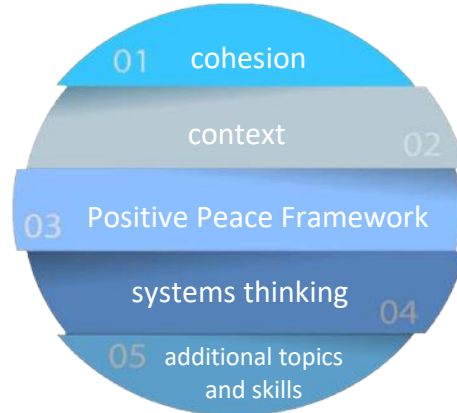 01 cohesion
context 02
03 Positive Peace Framework
systems thinking 04
05 additional topics
and skills